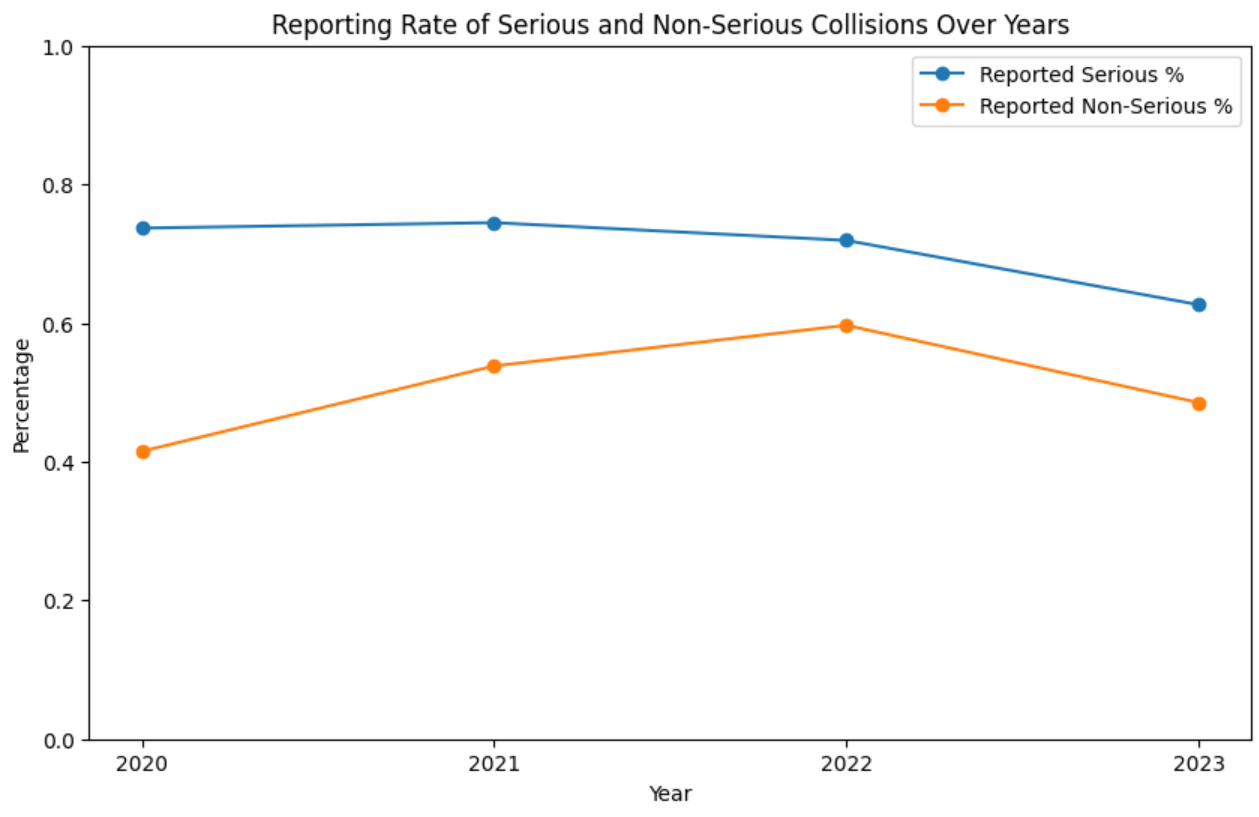 Reporting Rate of Serious and Non-Serious Collisions Over Years
1.0
Reported Serious %
Reported Non-Serious %
0.8
0.6
Percentage
0.4
0.2
0.0
2020 2021 2022 2023
Year